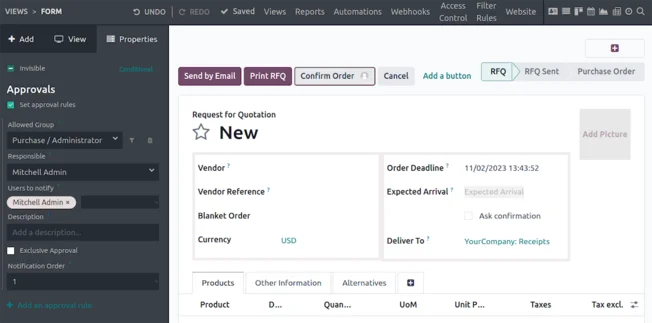 VIEWS > FORM
UNDO
REDO
Saved
Views
Reports
Automations
Webhooks
Access Control
Filter Rules
Website
Add
View
Properties
Invisible
Conditional
Approvals
Set approval rules
Allowed Group ?
Purchase / Administrator
Responsible ?
Mitchell Admin
Users to notify ?
Mitchell Admin ×
Description ?
Add a description...
Exclusive Approval
Notification Order ?
1
Add an approval rule
Send by Email
Print RFQ
Confirm Order
Cancel
Add a button
RFQ
RFQ Sent
Purchase Order
Request for Quotation
New
Add Picture
Vendor ?
Vendor Reference ?
Blanket Order
Currency
USD
Order Deadline ?
11/02/2023 13:43:52
Expected Arrival ?
Expected Arrival
Ask confirmation
Deliver To ?
YourCompany: Receipts
Products
Other Information
Alternatives
Product
D...
Quan...
UoM
Unit P...
Taxes
Tax excl.